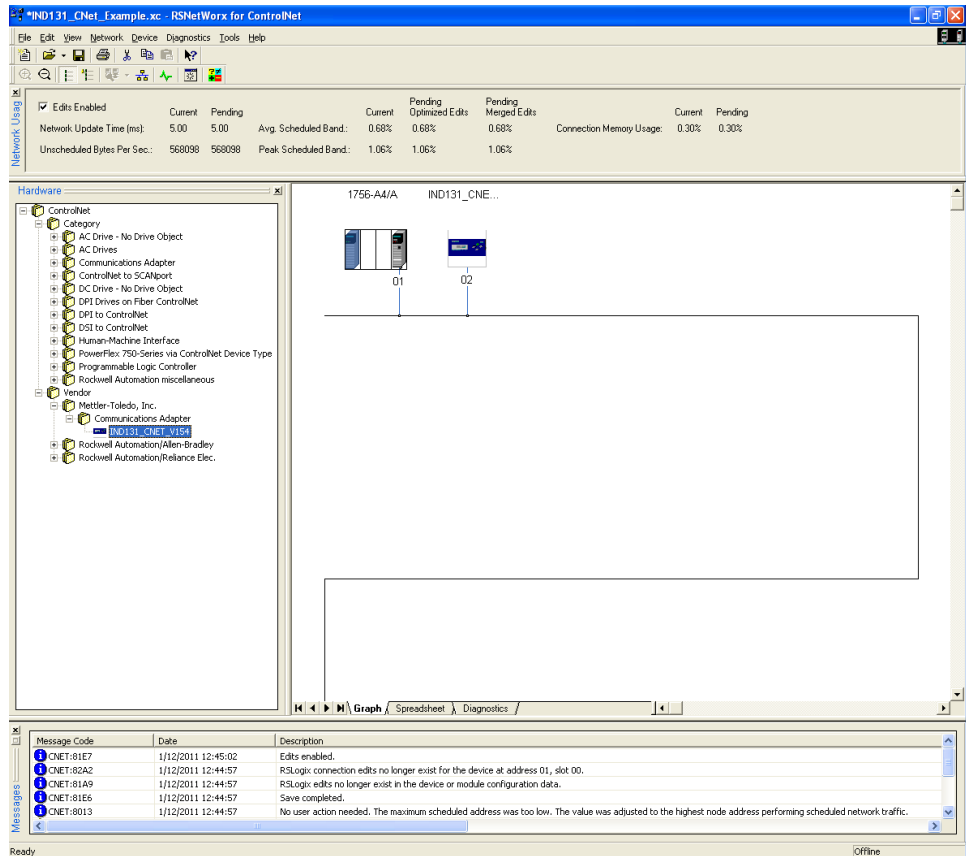 *IND131_CNet_Example.xc - RSNetWorx for ControlNet
File Edit View Network Device Diagnostics Tools Help
Network Usag
Edits Enabled
Current Pending
Current
Pending Optimized Edits
Pending Merged Edits
Current Pending
Network Update Time (ms): 5.00 5.00 Avg. Scheduled Band.: 0.68% 0.68% 0.68% Connection Memory Usage: 0.30% 0.30%
Unscheduled Bytes Per Sec.: 568098 568098 Peak Scheduled Band.: 1.06% 1.06% 1.06%
Hardware
ControlNet
Category
AC Drive - No Drive Object
AC Drives
Communications Adapter
ControlNet to SCANport
DC Drive - No Drive Object
DPI Drives on Fiber ControlNet
DPI to ControlNet
DSI to ControlNet
Human-Machine Interface
PowerFlex 750-Series via ControlNet Device Type
Programmable Logic Controller
Rockwell Automation miscellaneous
Vendor
Mettler-Toledo, Inc.
Communications Adapter
IND131_CNET_V154
Rockwell Automation/Allen-Bradley
Rockwell Automation/Reliance Elec.
1756-A4/A IND131_CNE...
01 02
Graph Spreadsheet Diagnostics
Messages
Message Code Date Description
CNET:81E7 1/12/2011 12:45:02 Edits enabled.
CNET:82A2 1/12/2011 12:44:57 RSLogix connection edits no longer exist for the device at address 01, slot 00.
CNET:81A9 1/12/2011 12:44:57 RSLogix edits no longer exist in the device or module configuration data.
CNET:81E6 1/12/2011 12:44:57 Save completed.
CNET:8013 1/12/2011 12:44:57 No user action needed. The maximum scheduled address was too low. The value was adjusted to the highest node address performing scheduled network traffic.
Ready Offline